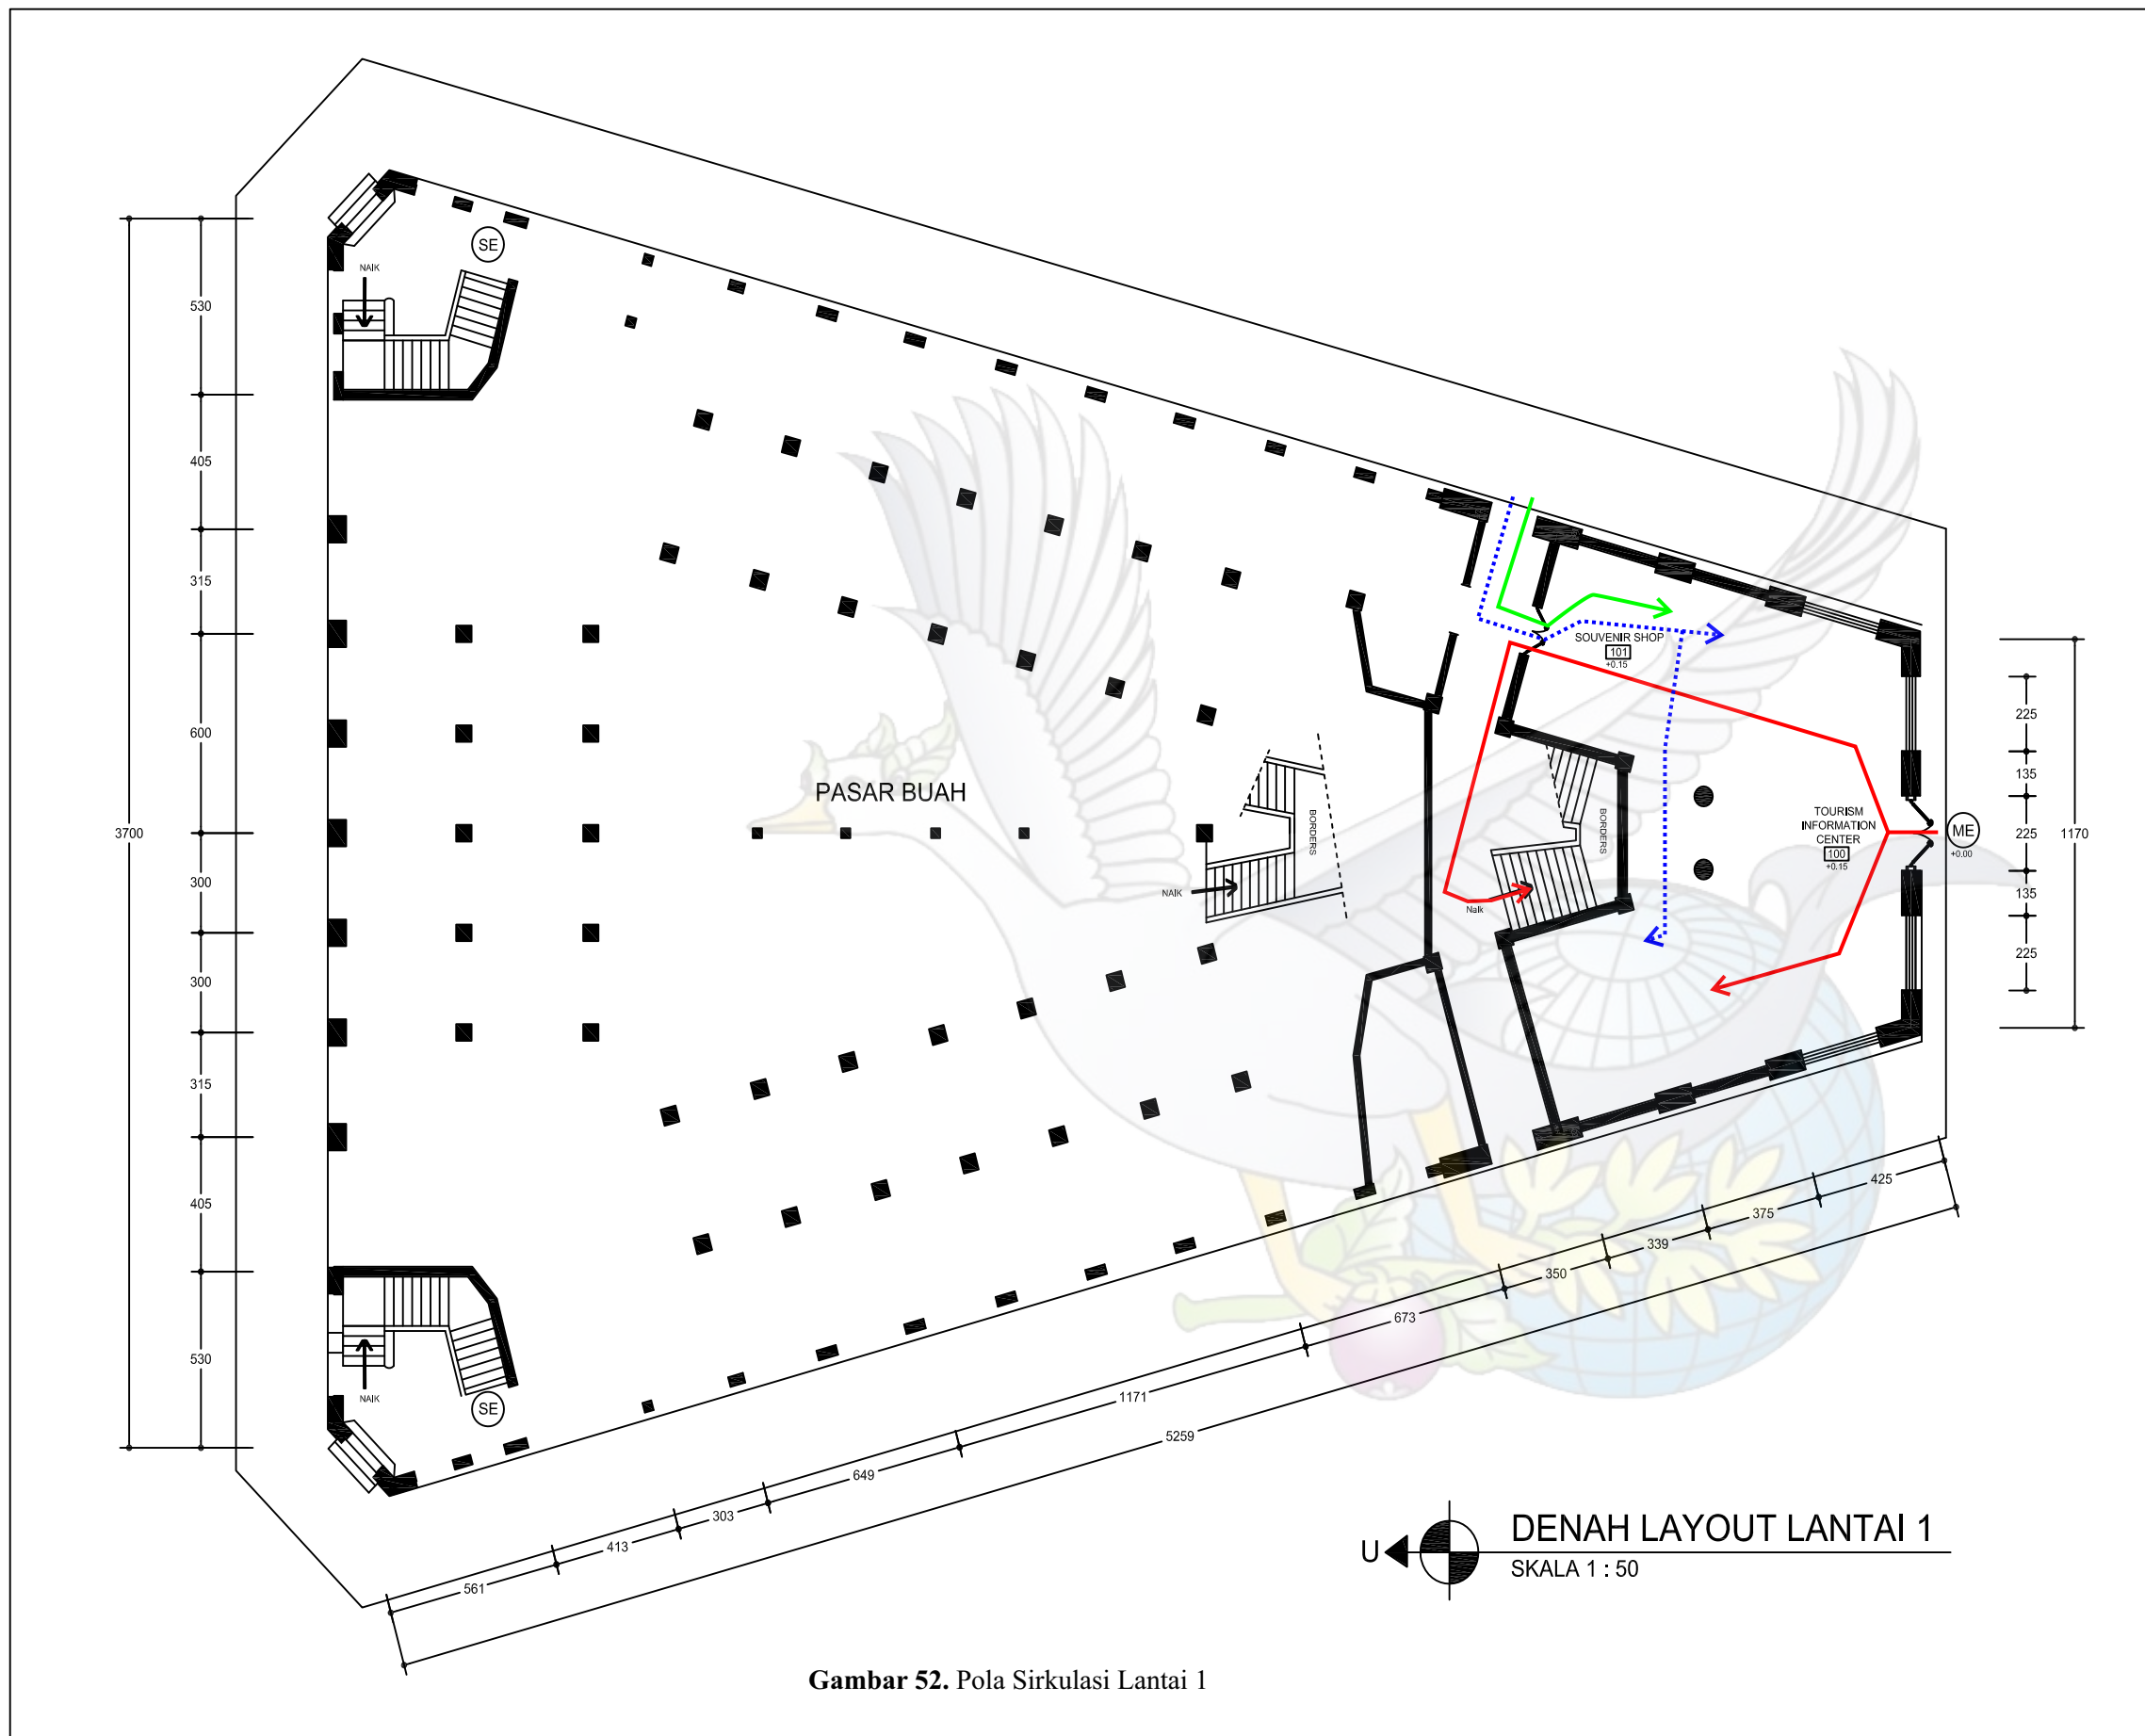 SE
NAIK
530
405
315
600
3700
300
300
315
405
530
PASAR BUAH
NAIK
BORDERS
SOUVENIR SHOP
101
+0.15
BORDERS
Naik
TOURISM
INFORMATION
CENTER
100
+0.15
ME
+0.00
225
135
225
1170
135
225
NAIK
SE
425
375
339
350
673
1171
5259
649
303
413
561
U
DENAH LAYOUT LANTAI 1
SKALA 1 : 50
Gambar 52. Pola Sirkulasi Lantai 1